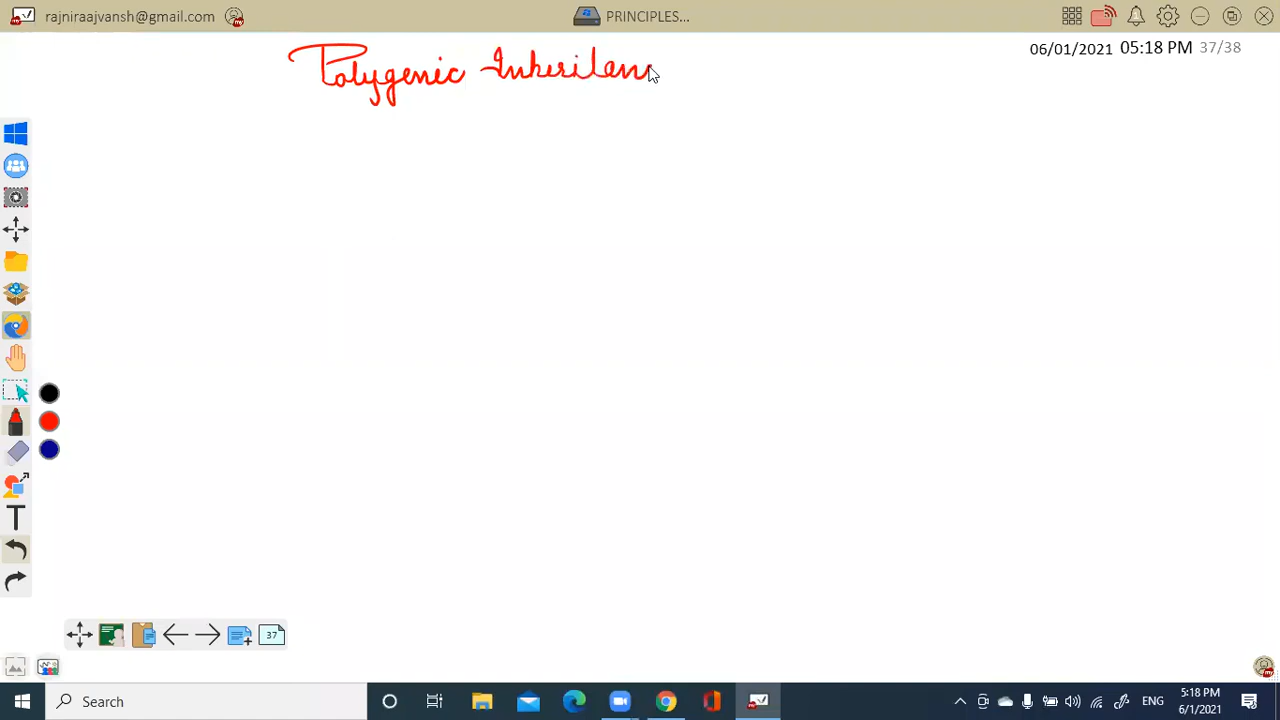 rajniraajvansh@gmail.com
PRINCIPLES...
06/01/2021 05:18 PM 37/38
Polygenic Inheritan
T
37
Search
ENG
5:18 PM
6/1/2021